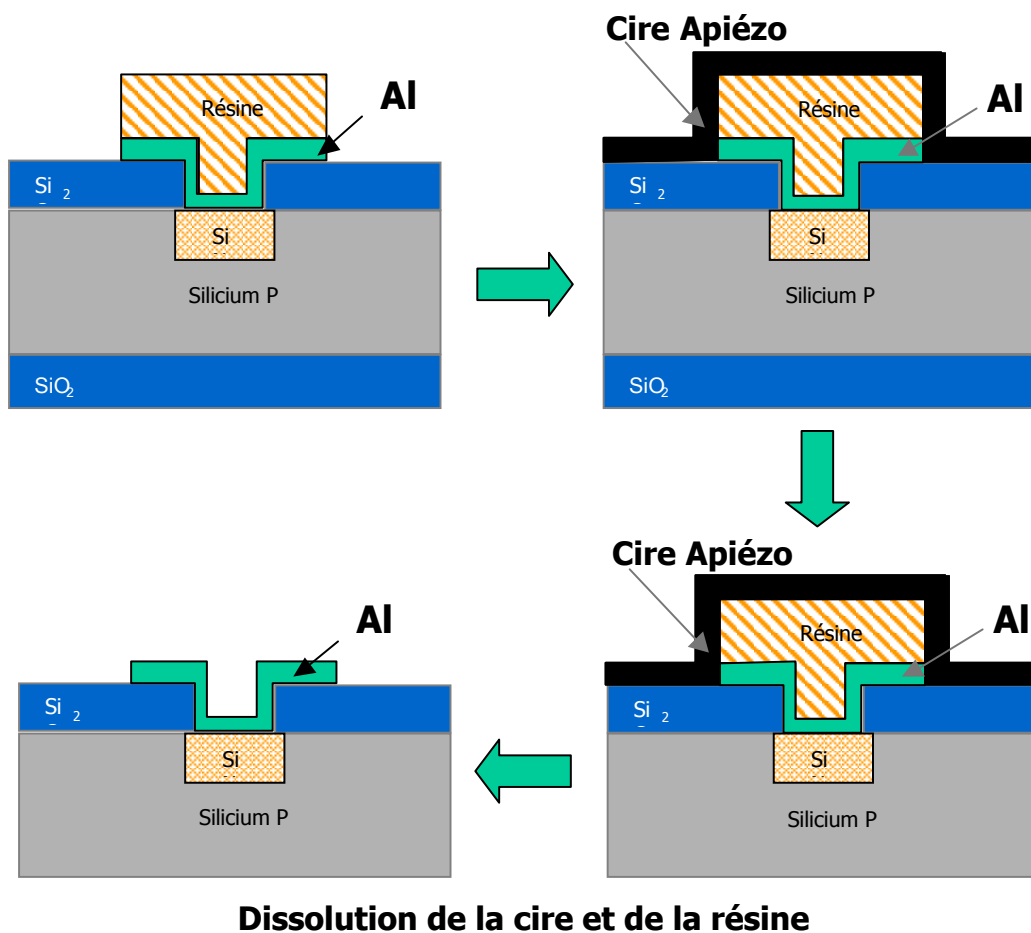 Résine
Al
Si 2
Si
Silicium P
SiO2
Cire Apiézo
Résine
Al
Si 2
Si
Silicium P
SiO2
Al
Si 2
Si
Silicium P
Cire Apiézo
Résine
Al
Si 2
Si
Silicium P
Dissolution de la cire et de la résine